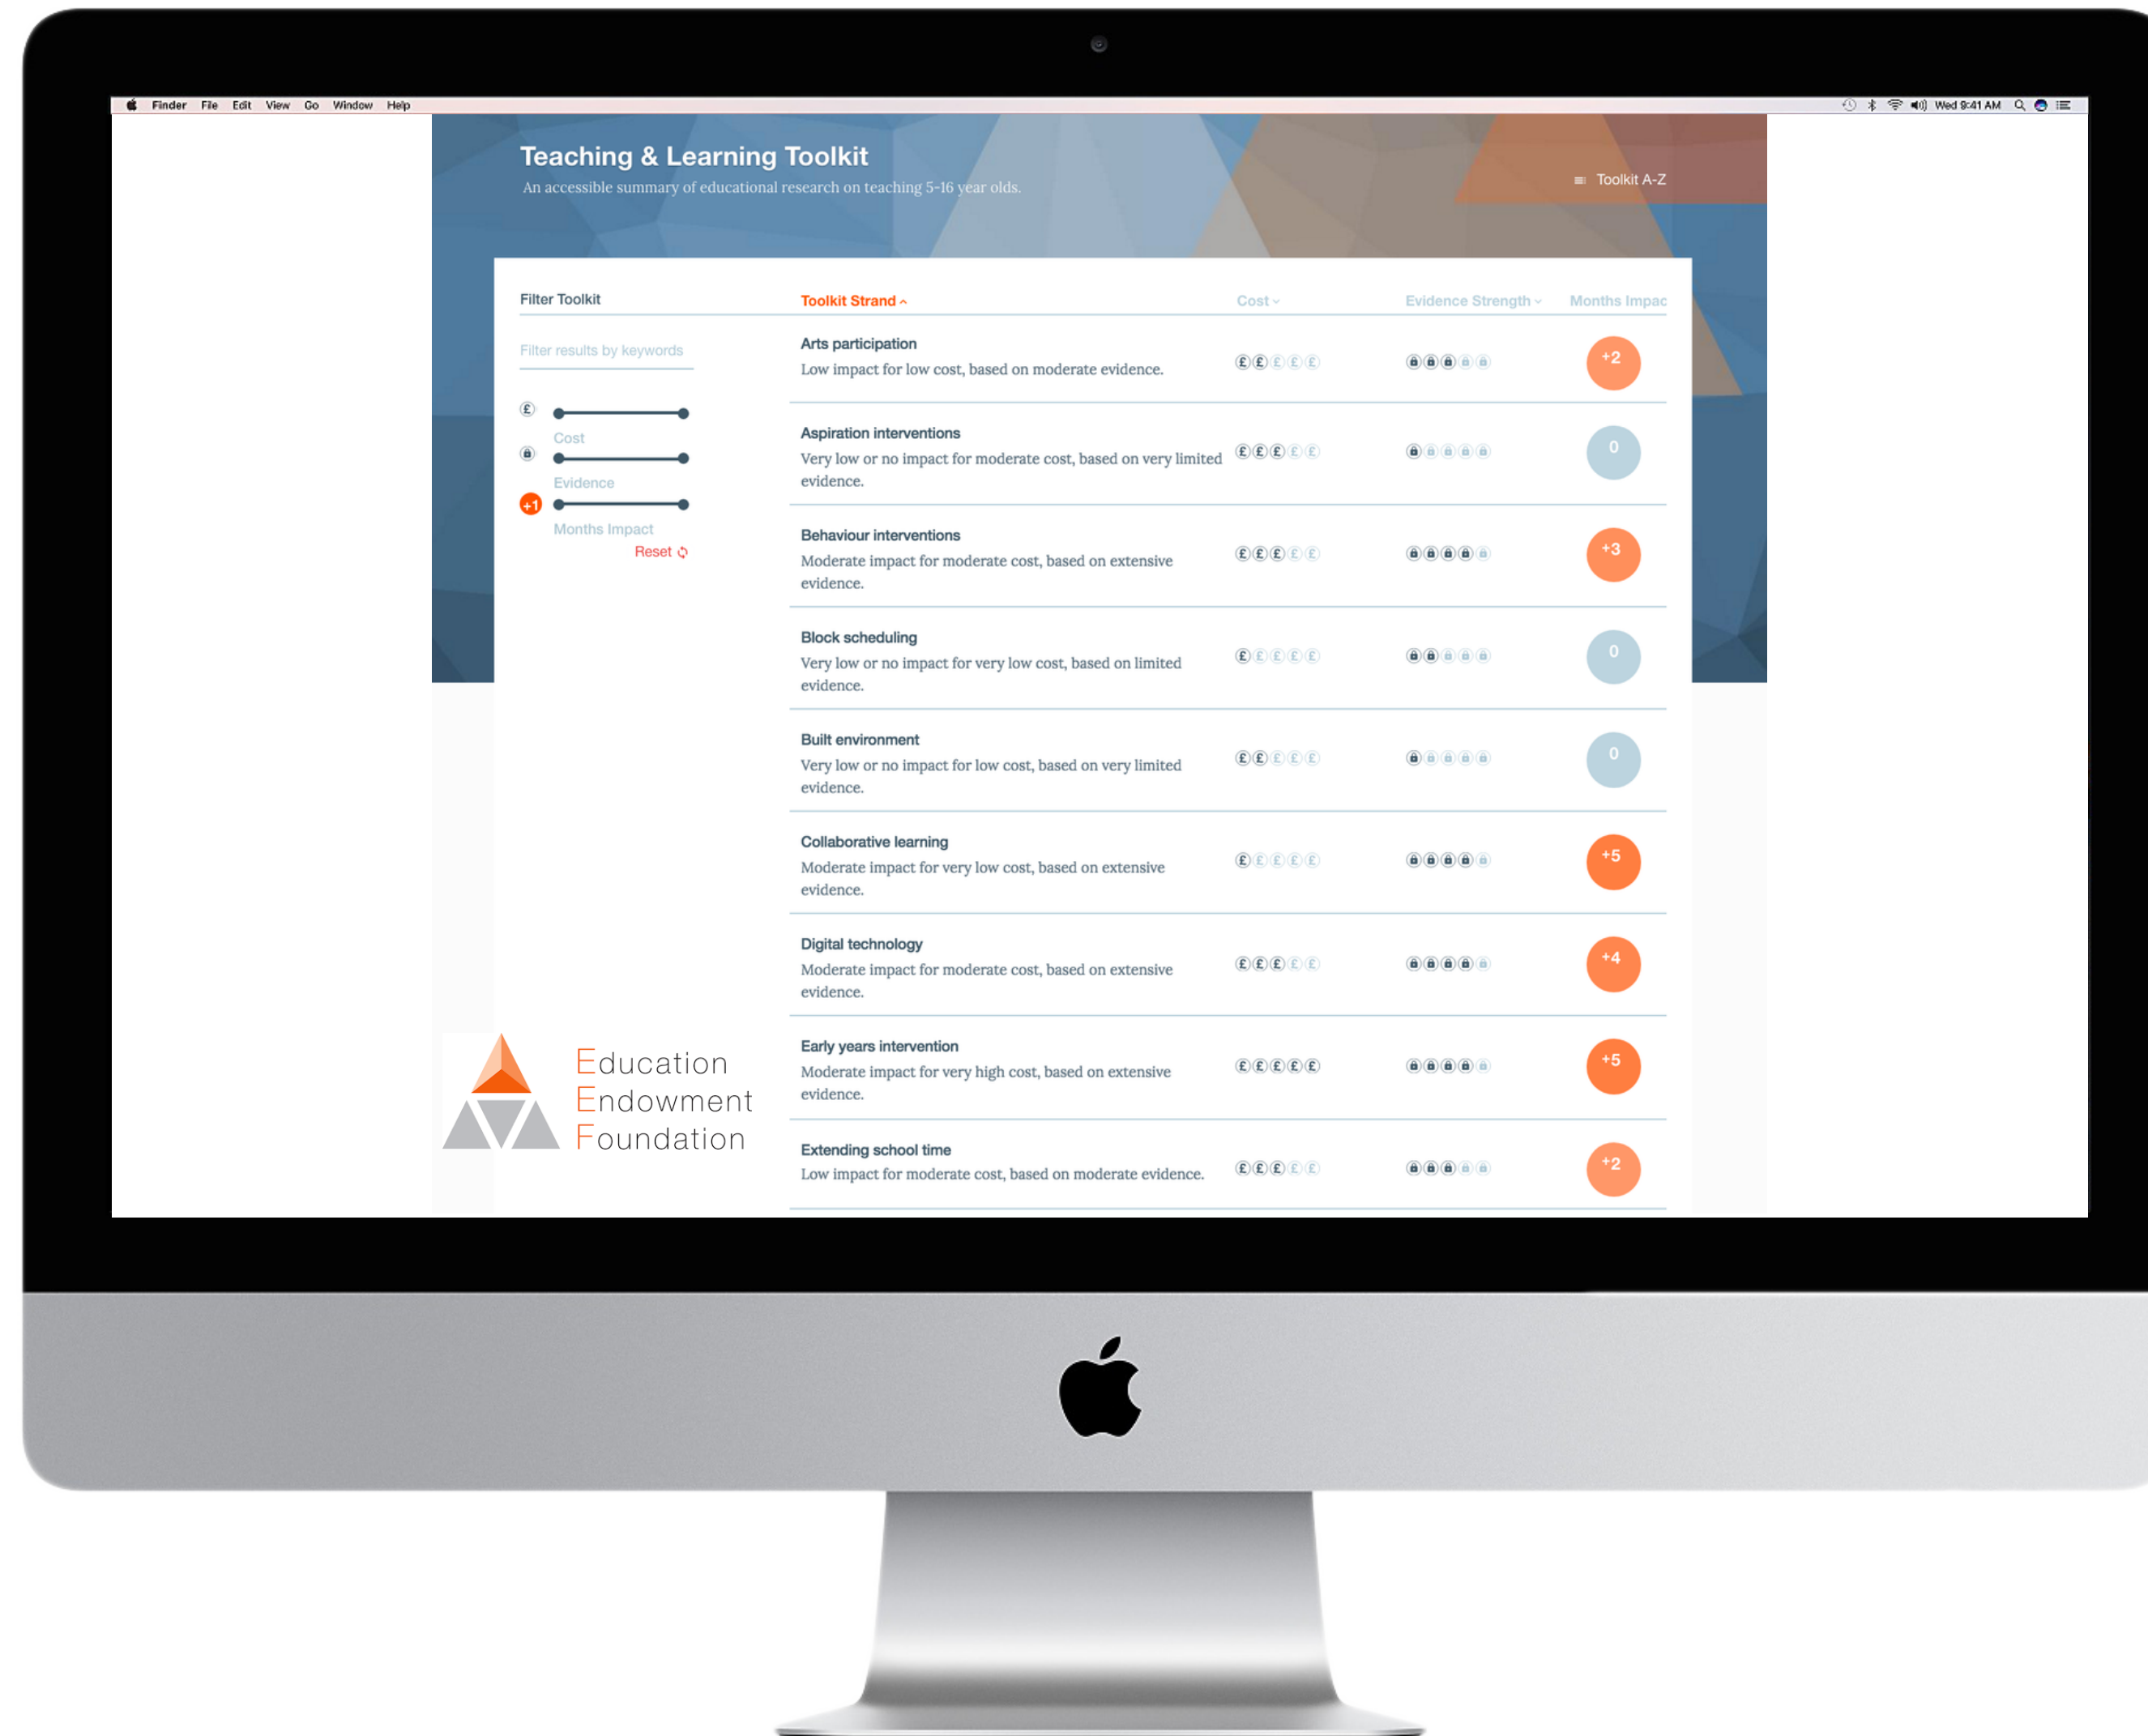 Finder File Edit View Go Window Help
Wed 9:41 AM
Teaching & Learning Toolkit
An accessible summary of educational research on teaching 5-16 year olds.
Toolkit A-Z
Filter Toolkit
Filter results by keywords
£
Cost
Evidence
+1
Months Impact
Reset
Toolkit Strand Cost Evidence Strength Months Impac
Arts participation
Low impact for low cost, based on moderate evidence.
£ £ £ £ £
+2
Aspiration interventions
Very low or no impact for moderate cost, based on very limited
evidence.
£ £ £ £ £
0
Behaviour interventions
Moderate impact for moderate cost, based on extensive
evidence.
£ £ £ £ £
+3
Block scheduling
Very low or no impact for very low cost, based on limited
evidence.
£ £ £ £ £
0
Built environment
Very low or no impact for low cost, based on very limited
evidence.
£ £ £ £ £
0
Collaborative learning
Moderate impact for very low cost, based on extensive
evidence.
£ £ £ £ £
+5
Digital technology
Moderate impact for moderate cost, based on extensive
evidence.
£ £ £ £ £
+4
Early years intervention
Moderate impact for very high cost, based on extensive
evidence.
£ £ £ £ £
+5
Extending school time
Low impact for moderate cost, based on moderate evidence.
£ £ £ £ £
+2
Education
Endowment
Foundation